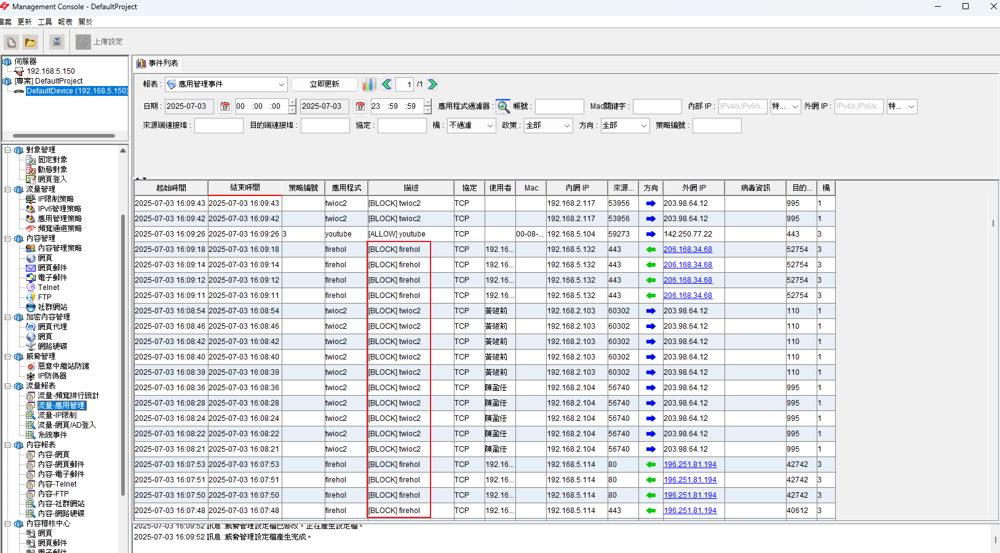 Management Console - DefaultProject
檔案 更新 工具 報表 關於
上傳設定
伺服器
192.168.5.150
[專案] DefaultProject
DefaultDevice (192.168.5.150)
對象管理
固定對象
動態對象
網頁登入
流量管理
IP限制策略
IPv6管理策略
應用管理策略
頻寬通道策略
內容管理
內容管理策略
網頁
網頁郵件
電子郵件
Telnet
FTP
社群網站
加密內容管理
網頁代理
網頁
網路硬碟
威脅管理
惡意中繼站防護
IP防偽器
流量報表
流量-頻寬排行統計
流量-應用管理
流量-IP限制
流量-網頁/AD登入
系統事件
內容報表
內容-網頁
內容-網頁郵件
內容-電子郵件
內容-Telnet
內容-FTP
內容-社群網站
內容-網路硬碟
內容稽核中心
網頁
網頁郵件
電子郵件
事件列表
報表 : 應用管理事件 立即更新 1 /1
日期 : 2025-07-03 17 00 :00 :00 2025-07-03 17 23 :59 :59 應用程式過濾器 : 帳號 : Mac關鍵字 : 內部 IP : IPv4/x,IPv6/x... 特... 外網 IP : IPv4/x,IPv6/x... 特...
來源端連接埠 : 目的端連接埠 : 協定 : 橋 : 不過濾 政策 : 全部 方向 : 全部 策略編號 :
起始時間 結束時間 策略編號 應用程式 描述 協定 使用者 Mac 內網 IP 來源... 方向 外網 IP 病毒資訊 目的... 橋
2025-07-03 16:09:43 2025-07-03 16:09:43 twioc2 [BLOCK] twioc2 TCP 192.168.2.117 53956 203.98.64.12 995 1
2025-07-03 16:09:42 2025-07-03 16:09:42 twioc2 [BLOCK] twioc2 TCP 192.168.2.117 53956 203.98.64.12 995 1
2025-07-03 16:09:26 2025-07-03 16:09:26 3 youtube [ALLOW] youtube TCP 00-08-... 192.168.5.104 59273 142.250.77.22 443 3
2025-07-03 16:09:18 2025-07-03 16:09:18 firehol [BLOCK] firehol TCP 192.16... 192.168.5.132 443 206.168.34.68 52754 3
2025-07-03 16:09:14 2025-07-03 16:09:14 firehol [BLOCK] firehol TCP 192.16... 192.168.5.132 443 206.168.34.68 52754 3
2025-07-03 16:09:12 2025-07-03 16:09:12 firehol [BLOCK] firehol TCP 192.16... 192.168.5.132 443 206.168.34.68 52754 3
2025-07-03 16:09:11 2025-07-03 16:09:11 firehol [BLOCK] firehol TCP 192.16... 192.168.5.132 443 206.168.34.68 52754 3
2025-07-03 16:08:54 2025-07-03 16:08:54 twioc2 [BLOCK] twioc2 TCP 黃竣莉 192.168.2.103 60302 203.98.64.12 110 1
2025-07-03 16:08:46 2025-07-03 16:08:46 twioc2 [BLOCK] twioc2 TCP 黃竣莉 192.168.2.103 60302 203.98.64.12 110 1
2025-07-03 16:08:42 2025-07-03 16:08:42 twioc2 [BLOCK] twioc2 TCP 黃竣莉 192.168.2.103 60302 203.98.64.12 110 1
2025-07-03 16:08:40 2025-07-03 16:08:40 twioc2 [BLOCK] twioc2 TCP 黃竣莉 192.168.2.103 60302 203.98.64.12 110 1
2025-07-03 16:08:39 2025-07-03 16:08:39 twioc2 [BLOCK] twioc2 TCP 黃竣莉 192.168.2.103 60302 203.98.64.12 110 1
2025-07-03 16:08:36 2025-07-03 16:08:36 twioc2 [BLOCK] twioc2 TCP 陳盈任 192.168.2.104 56740 203.98.64.12 995 1
2025-07-03 16:08:28 2025-07-03 16:08:28 twioc2 [BLOCK] twioc2 TCP 陳盈任 192.168.2.104 56740 203.98.64.12 995 1
2025-07-03 16:08:24 2025-07-03 16:08:24 twioc2 [BLOCK] twioc2 TCP 陳盈任 192.168.2.104 56740 203.98.64.12 995 1
2025-07-03 16:08:22 2025-07-03 16:08:22 twioc2 [BLOCK] twioc2 TCP 陳盈任 192.168.2.104 56740 203.98.64.12 995 1
2025-07-03 16:08:21 2025-07-03 16:08:21 twioc2 [BLOCK] twioc2 TCP 陳盈任 192.168.2.104 56740 203.98.64.12 995 1
2025-07-03 16:07:53 2025-07-03 16:07:53 firehol [BLOCK] firehol TCP 192.16... 192.168.5.114 80 196.251.81.194 42742 3
2025-07-03 16:07:51 2025-07-03 16:07:51 firehol [BLOCK] firehol TCP 192.16... 192.168.5.114 80 196.251.81.194 42742 3
2025-07-03 16:07:50 2025-07-03 16:07:50 firehol [BLOCK] firehol TCP 192.16... 192.168.5.114 80 196.251.81.194 42742 3
2025-07-03 16:07:48 2025-07-03 16:07:48 firehol [BLOCK] firehol TCP 192.16... 192.168.5.114 443 196.251.81.194 40612 3
2025-07-03 16:09:52 訊息 :威脅管理設定檔已修改。正在產生設定檔。
2025-07-03 16:09:52 訊息 :威脅管理設定檔產生完成。